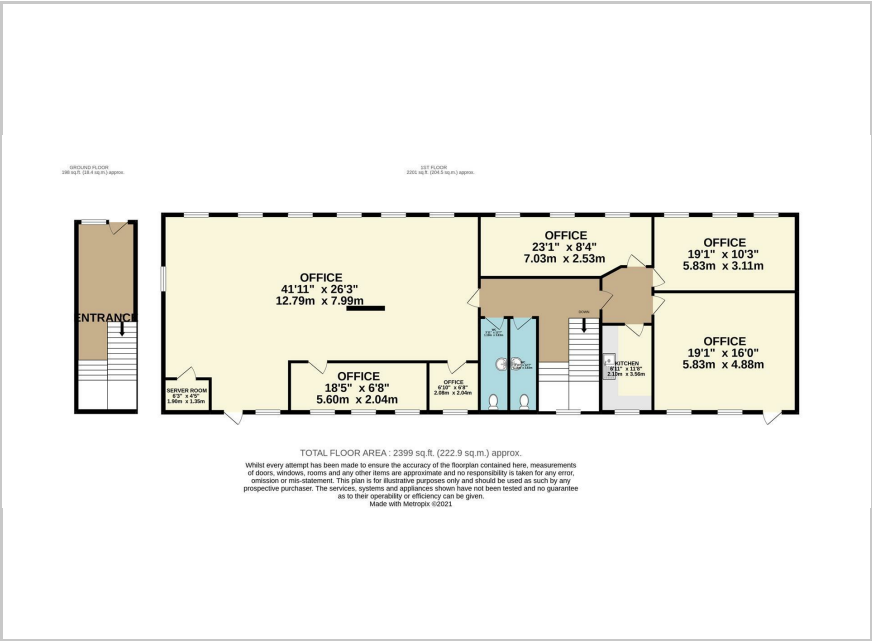 GROUND FLOOR
198 sq.ft. (18.4 sq.m.) approx.
1ST FLOOR
2201 sq.ft. (204.5 sq.m.) approx.
ENTRANCE
OFFICE
41'11" x 26'3"
12.79m x 7.99m
OFFICE
23'1" x 8'4"
7.03m x 2.53m
OFFICE
19'1" x 10'3"
5.83m x 3.11m
OFFICE
19'1" x 16'0"
5.83m x 4.88m
DOWN
KITCHEN
6'11" x 11'8"
2.10m x 3.56m
OFFICE
18'5" x 6'8"
5.60m x 2.04m
OFFICE
6'10" x 6'8"
2.08m x 2.04m
SERVER ROOM
6'3" x 4'5"
1.90m x 1.35m
TOTAL FLOOR AREA : 2399 sq.ft. (222.9 sq.m.) approx.
Whilst every attempt has been made to ensure the accuracy of the floorplan contained here, measurements
of doors, windows, rooms and any other items are approximate and no responsibility is taken for any error,
omission or mis-statement. This plan is for illustrative purposes only and should be used as such by any
prospective purchaser. The services, systems and appliances shown have not been tested and no guarantee
as to their operability or efficiency can be given.
Made with Metropix ©2021